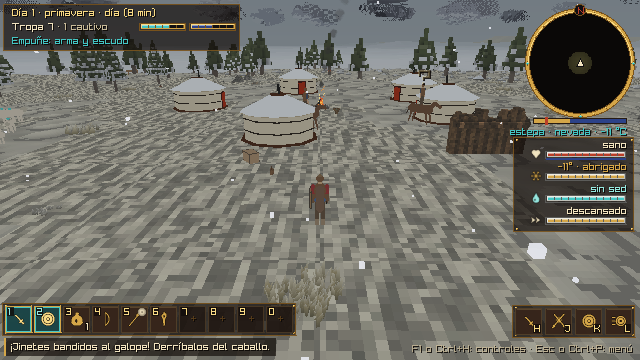 Día 1 · primavera · día (8 min)
Tropa 7 · 1 cautivo
Empuñe: arma y escudo
N
estepa · nevada · -11 °C
sano
-11° · abrigado
sin sed
descansado
1 2 3 4 5 6 7 8 9 0
1
H J K L
¡Jinetes bandidos al galope! Derríbalos del caballo.
F1 o Ctrl+H: controles · Esc o Ctrl+P: menú